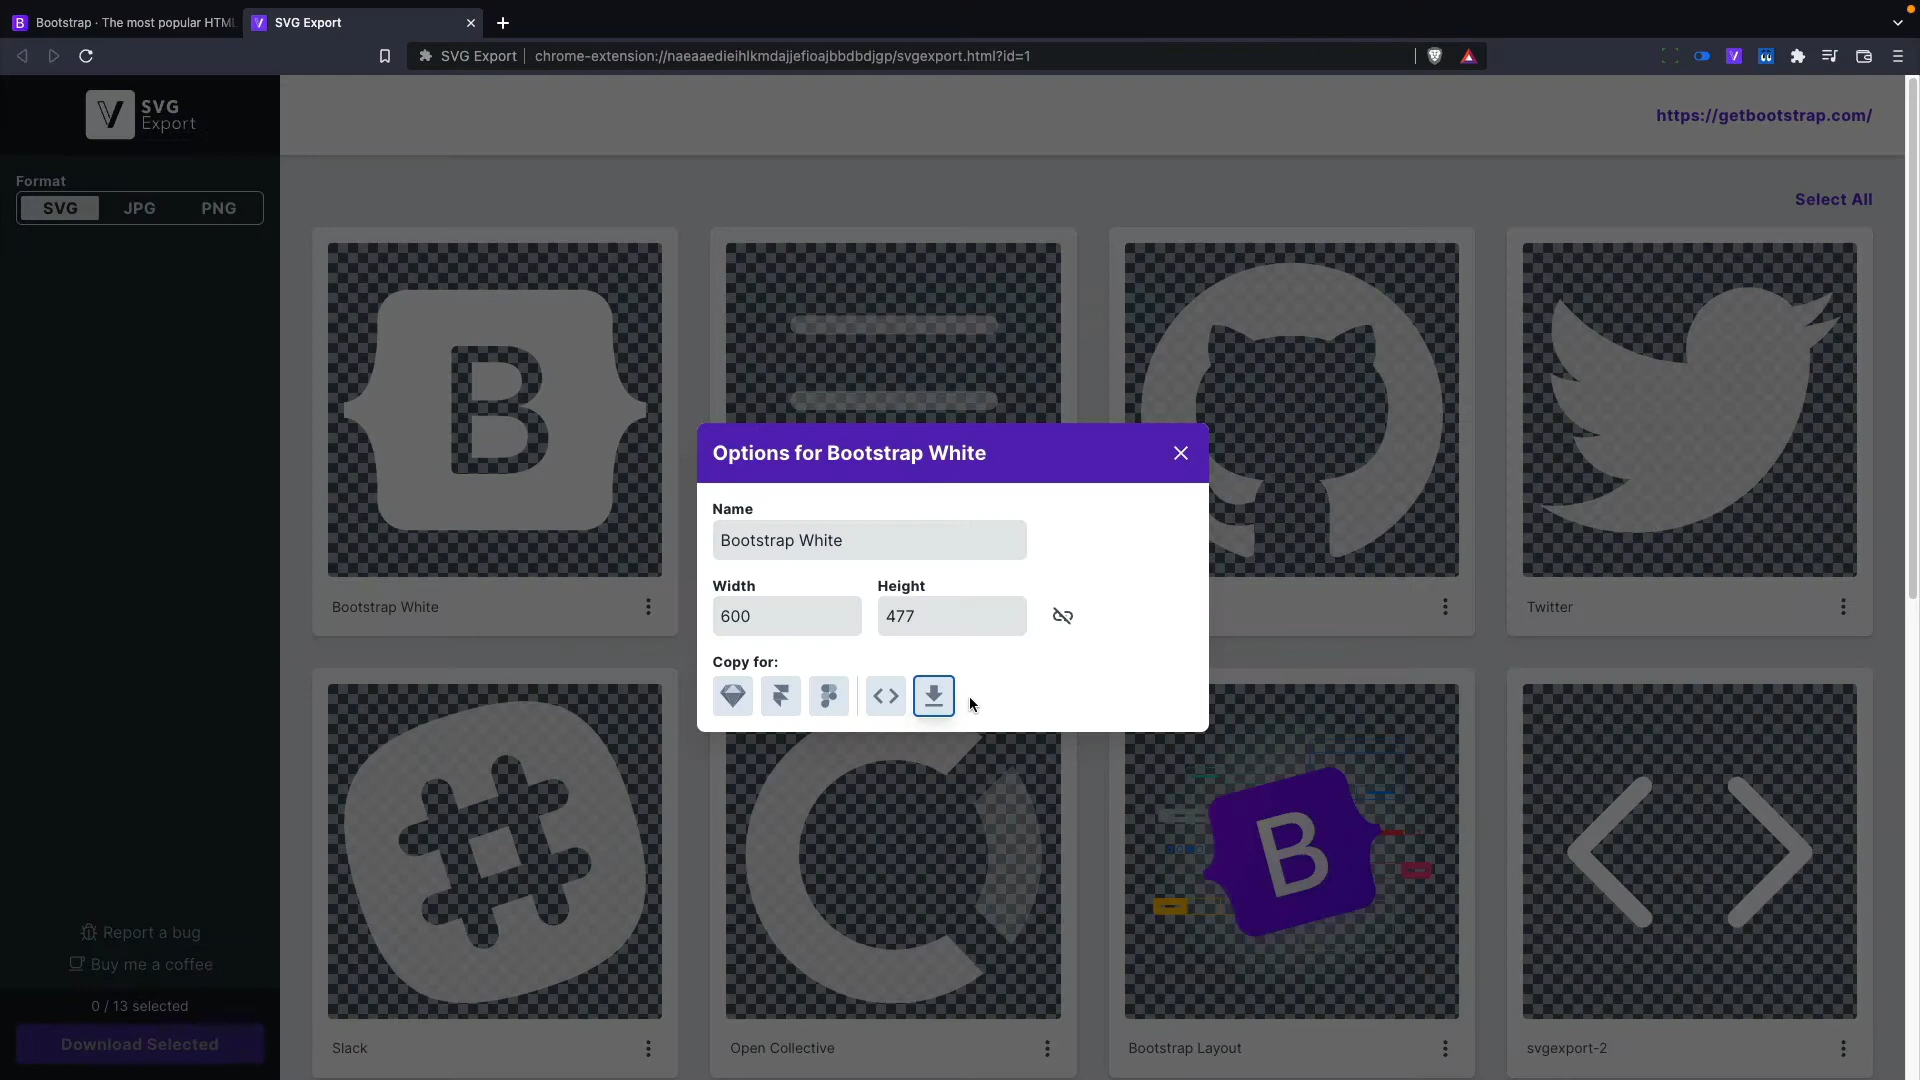 Bootstrap · The most popular HTML
SVG Export
SVG Export
chrome-extension://naeaaedieihlkmdajjefioajbbdbdjgp/svgexport.html?id=1
SVG
Export
https://getbootstrap.com/
Format
SVG
JPG
PNG
Select All
Bootstrap White
Twitter
Options for Bootstrap White
Name
Bootstrap White
Width
Height
600
477
Copy for:
Slack
Open Collective
Bootstrap Layout
svgexport-2
Report a bug
Buy me a coffee
0 / 13 selected
Download Selected